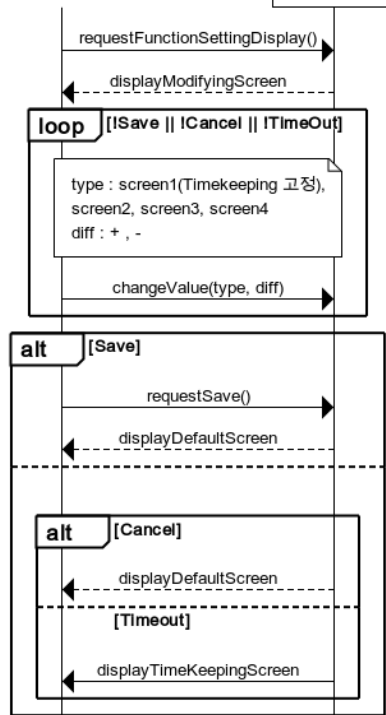 requestFunctionSettingDisplay()
displayModifyingScreen
loop
[!Save || !Cancel || !TimeOut]
type : screen1(Timekeeping 고정),
screen2, screen3, screen4
diff : + , -
changeValue(type, diff)
alt
[Save]
requestSave()
displayDefaultScreen
alt
[Cancel]
displayDefaultScreen
[Timeout]
displayTimeKeepingScreen